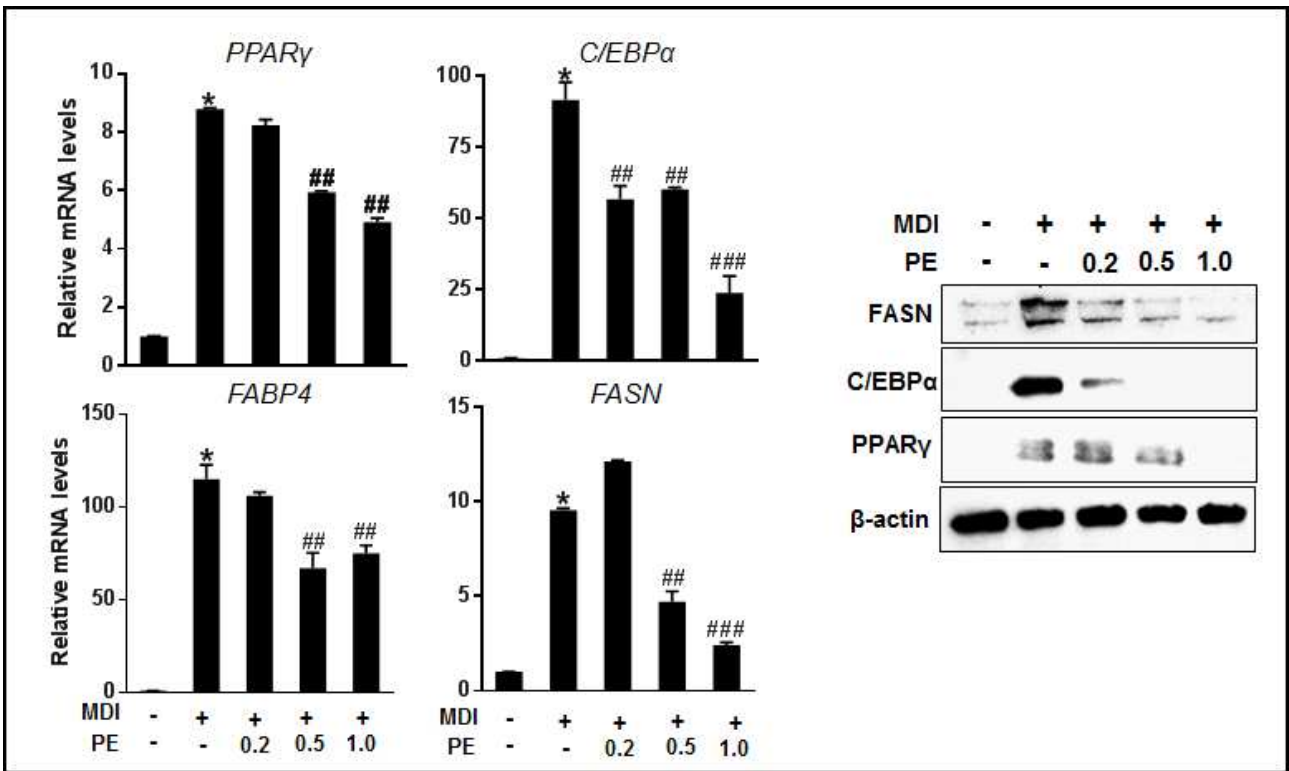 PPARγ
Relative mRNA levels
10
8
6
4
2
0
*
##
##
C/EBPα
100
75
50
25
0
*
##
##
###
FABP4
Relative mRNA levels
150
100
50
0
*
##
##
MDI - + + + +
PE - - 0.2 0.5 1.0
FASN
15
10
5
0
*
##
###
MDI - + + + +
PE - - 0.2 0.5 1.0
MDI - + + + +
PE - - 0.2 0.5 1.0
FASN
C/EBPα
PPARγ
β-actin